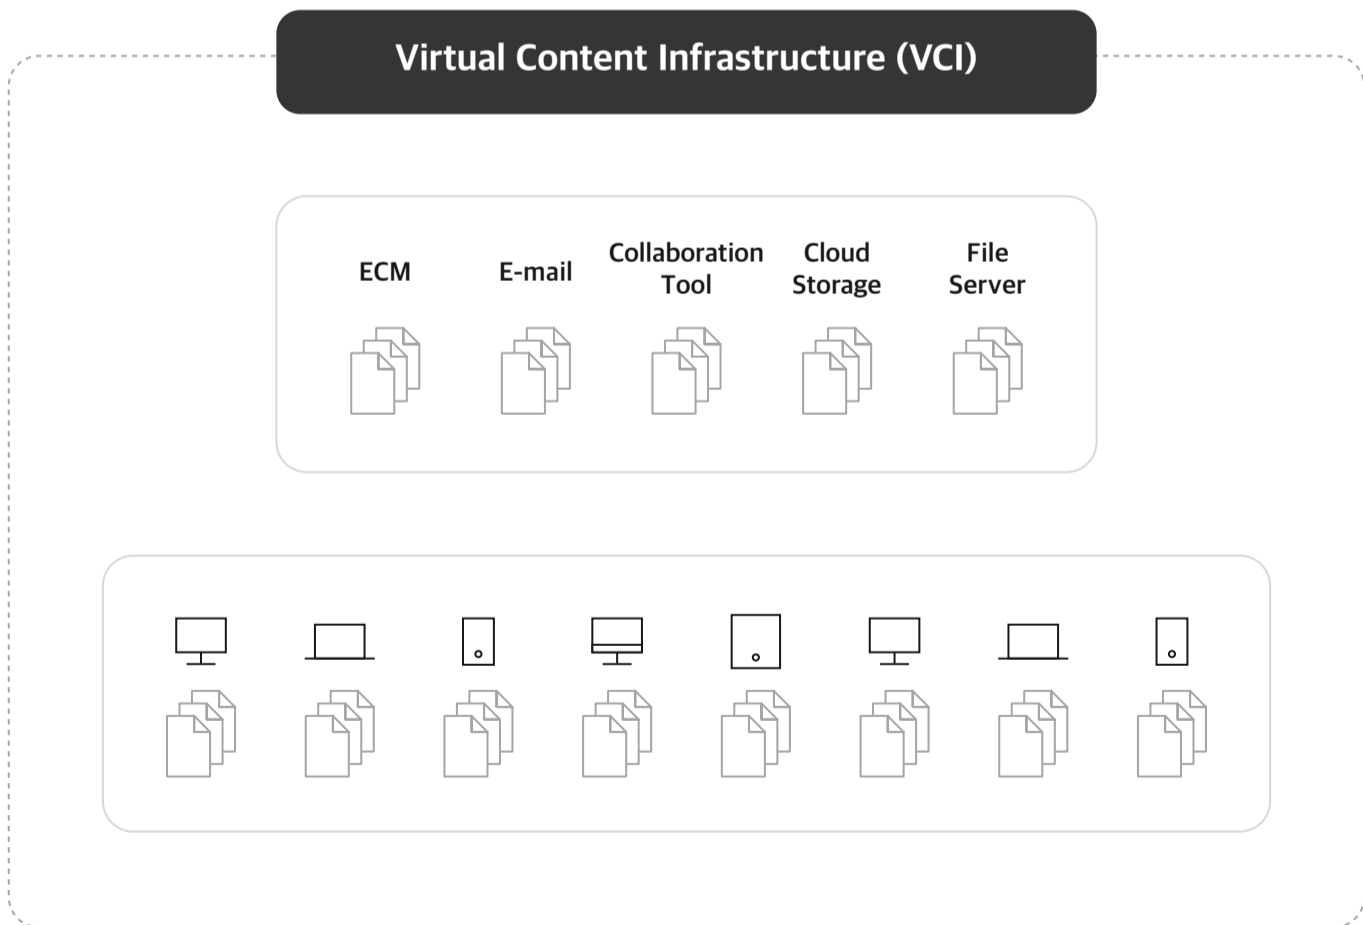 Virtual Content Infrastructure (VCI)
ECM
E-mail
Collaboration
Tool
Cloud
Storage
File
Server